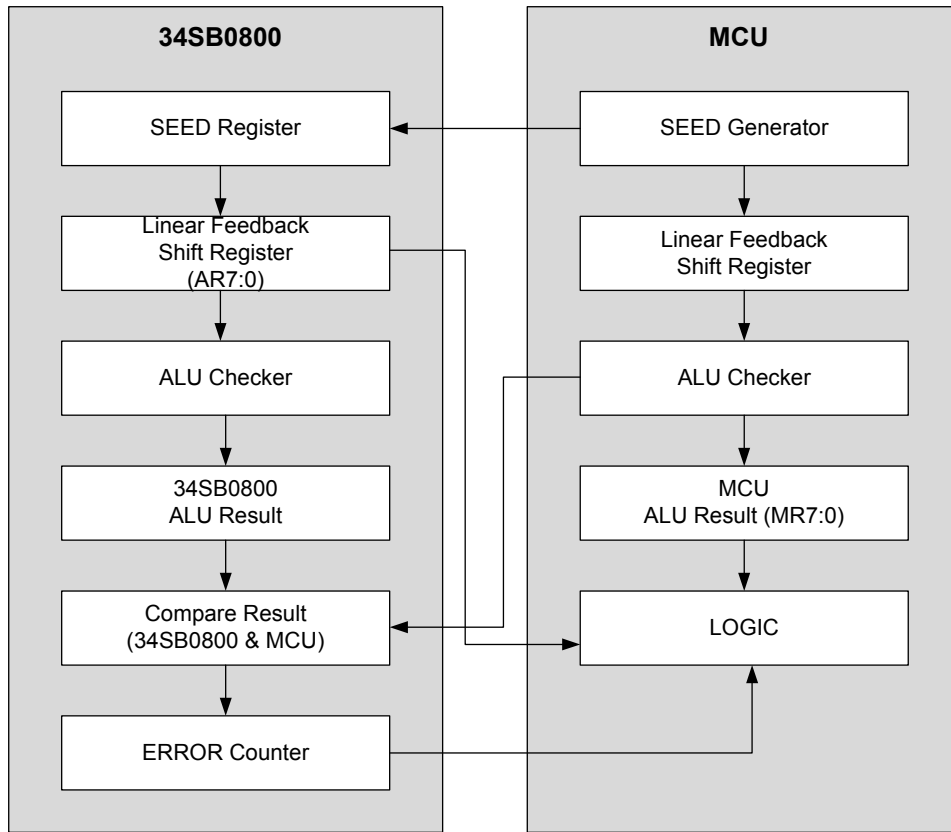 34SB0800
SEED Register
Linear Feedback
Shift Register
(AR7:0)
ALU Checker
34SB0800
ALU Result
Compare Result
(34SB0800 & MCU)
ERROR Counter
MCU
SEED Generator
Linear Feedback
Shift Register
ALU Checker
MCU
ALU Result (MR7:0)
LOGIC